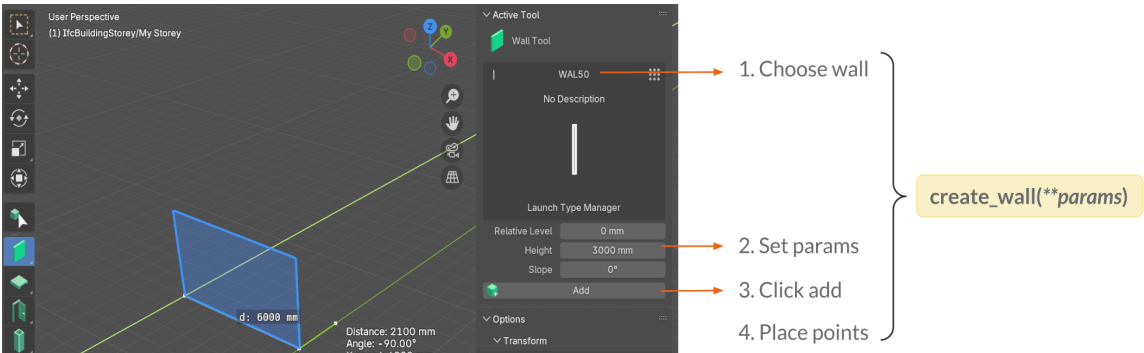 User Perspective
(1) IfcBuildingStorey/My Storey
Z
Y
X
d: 6000 mm
Distance: 2100 mm
Angle: -90.00°
Active Tool
Wall Tool
WAL50
No Description
Launch Type Manager
Relative Level 0 mm
Height 3000 mm
Slope 0°
Add
Options
Transform
1. Choose wall
2. Set params
3. Click add
4. Place points
create_wall(**params)